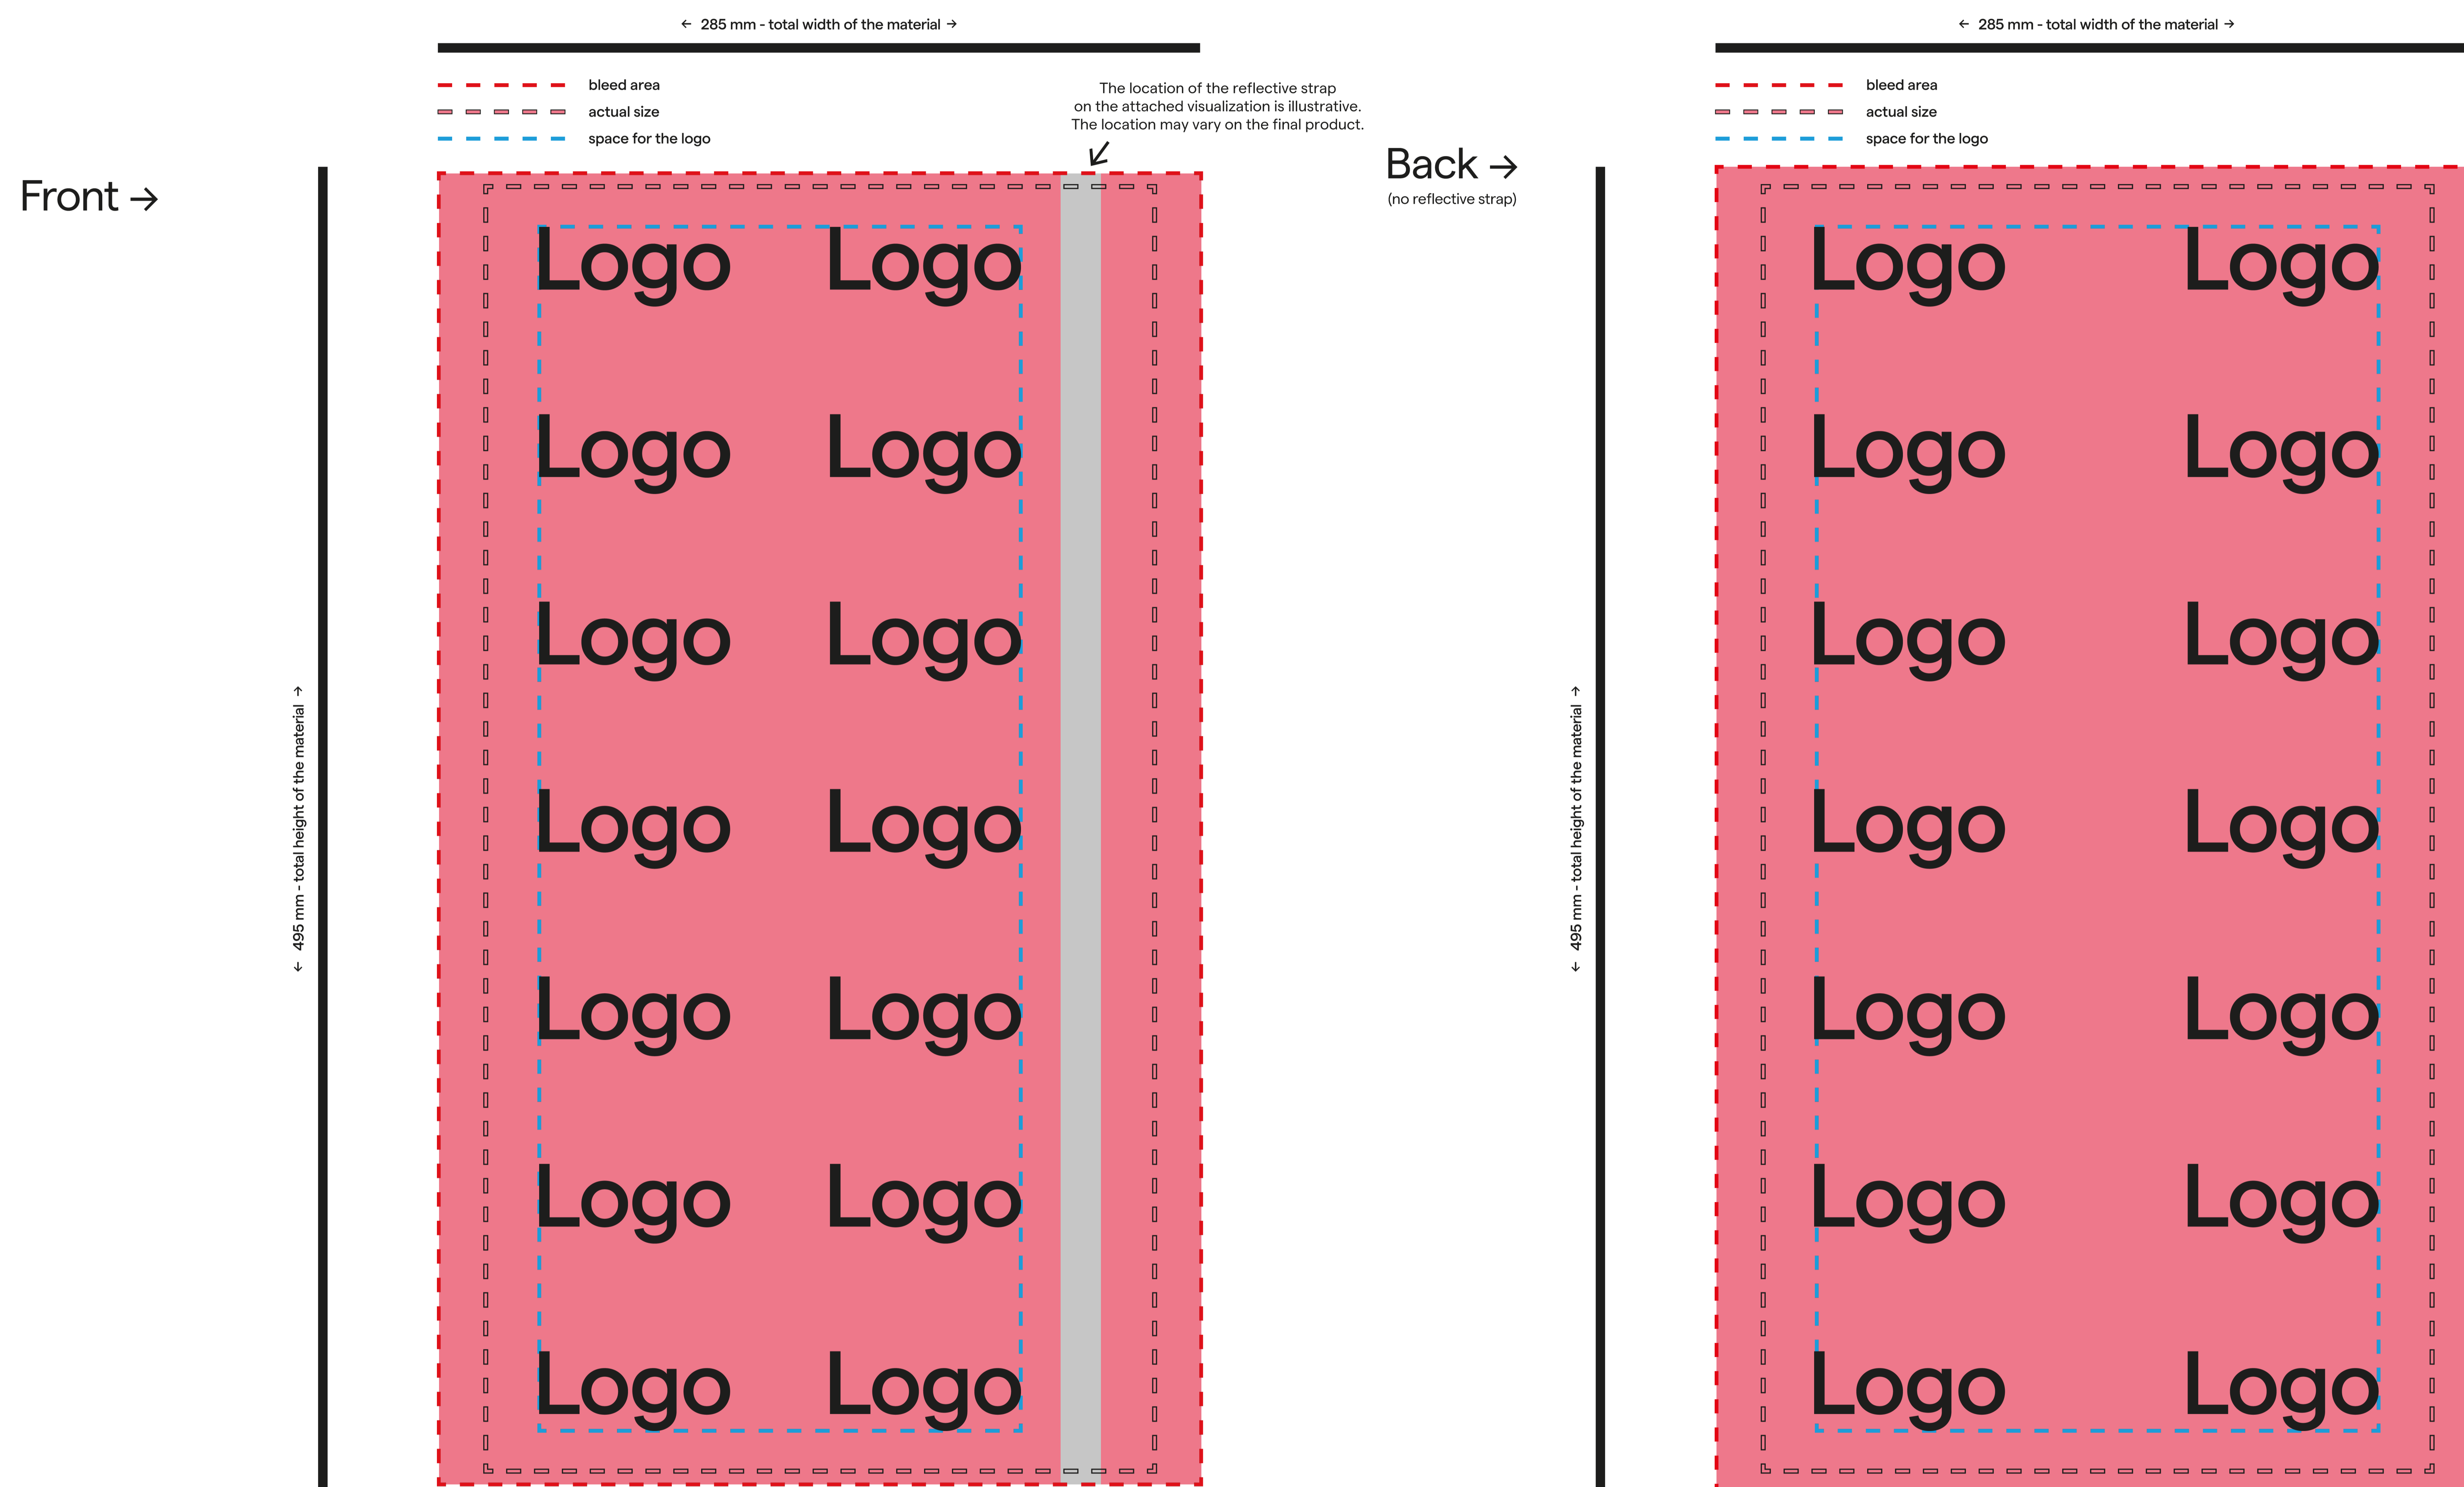 ← 285 mm - total width of the material →
bleed area
actual size
space for the logo
The location of the reflective strap
on the attached visualization is illustrative.
The location may vary on the final product.
Front →
← 495 mm - total height of the material →
Logo Logo
Logo Logo
Logo Logo
Logo Logo
Logo Logo
Logo Logo
Logo Logo
← 285 mm - total width of the material →
bleed area
actual size
space for the logo
Back →
(no reflective strap)
← 495 mm - total height of the material →
Logo Logo
Logo Logo
Logo Logo
Logo Logo
Logo Logo
Logo Logo
Logo Logo